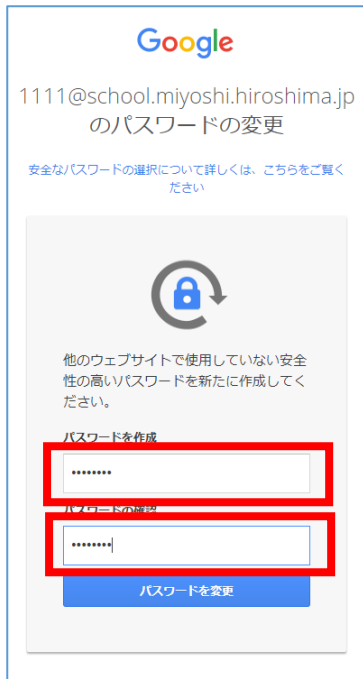 Google
1111@school.miyoshi.hiroshima.jp
のパスワードの変更
安全なパスワードの選択について詳しくは、こちらをご覧く
ださい
他のウェブサイトで使用していない安全
性の高いパスワードを新たに作成してく
ださい。
パスワードを作成
••••••••
パスワードの確認
••••••••
パスワードを変更